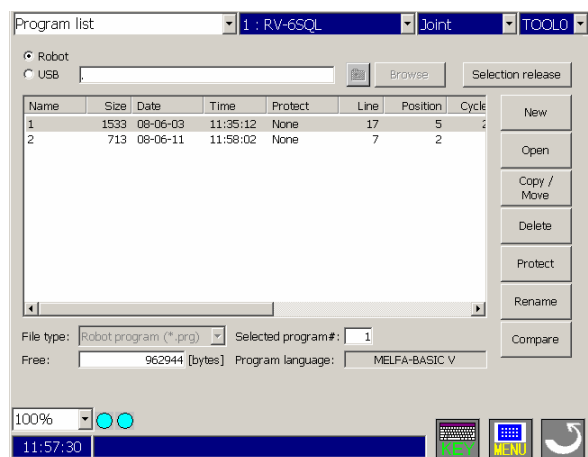 Program list 1 : RV-6SQL Joint TOOL0
Robot
USB . Browse Selection release
Name Size Date Time Protect Line Position Cycle
1 1533 08-06-03 11:35:12 None 17 5
2 713 08-06-11 11:58:02 None 7 2
New
Open
Copy /
Move
Delete
Protect
Rename
Compare
File type: Robot program (*.prg) Selected program#: 1
Free: 962944 [bytes] Program language: MELFA-BASIC V
100%
11:57:30 KEY MENU